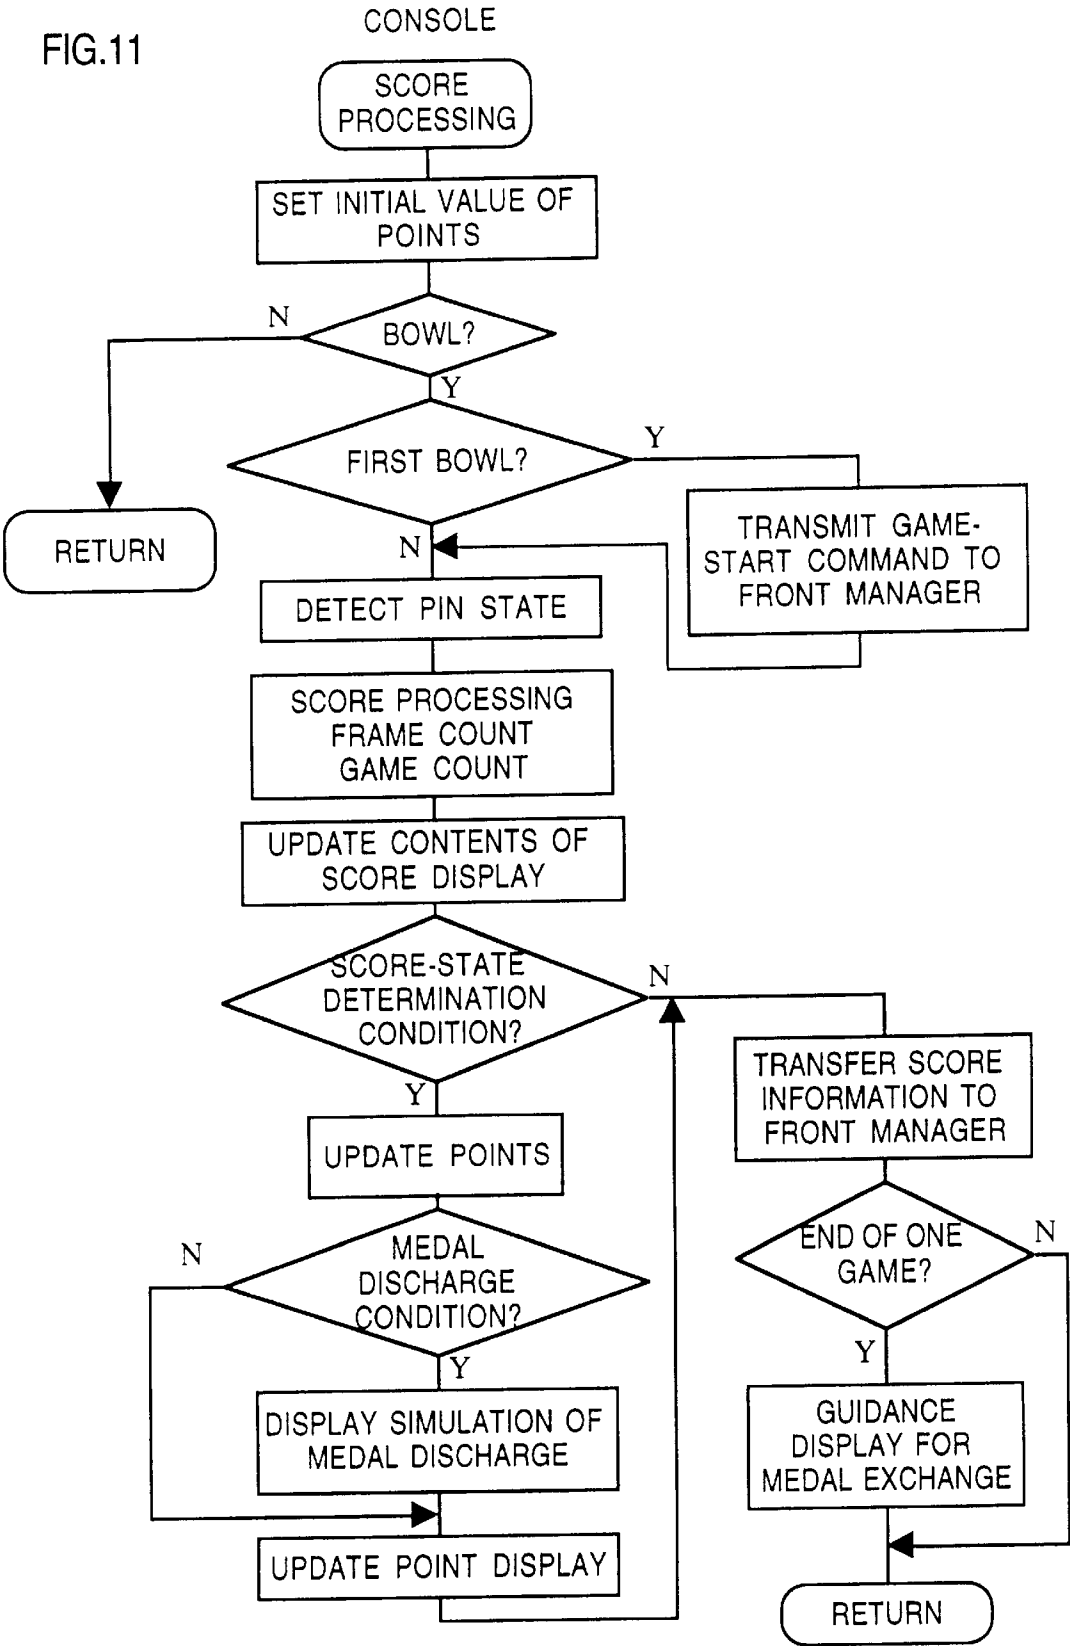 FIG.11
CONSOLE
SCORE
PROCESSING
SET INITIAL VALUE OF
POINTS
N
BOWL?
Y
FIRST BOWL?
Y
RETURN
N
TRANSMIT GAME-
START COMMAND TO
FRONT MANAGER
DETECT PIN STATE
SCORE PROCESSING
FRAME COUNT
GAME COUNT
UPDATE CONTENTS OF
SCORE DISPLAY
SCORE-STATE
DETERMINATION
CONDITION?
N
Y
TRANSFER SCORE
INFORMATION TO
FRONT MANAGER
UPDATE POINTS
N
MEDAL
DISCHARGE
CONDITION?
Y
END OF ONE
GAME?
N
Y
DISPLAY SIMULATION OF
MEDAL DISCHARGE
GUIDANCE
DISPLAY FOR
MEDAL EXCHANGE
UPDATE POINT DISPLAY
RETURN